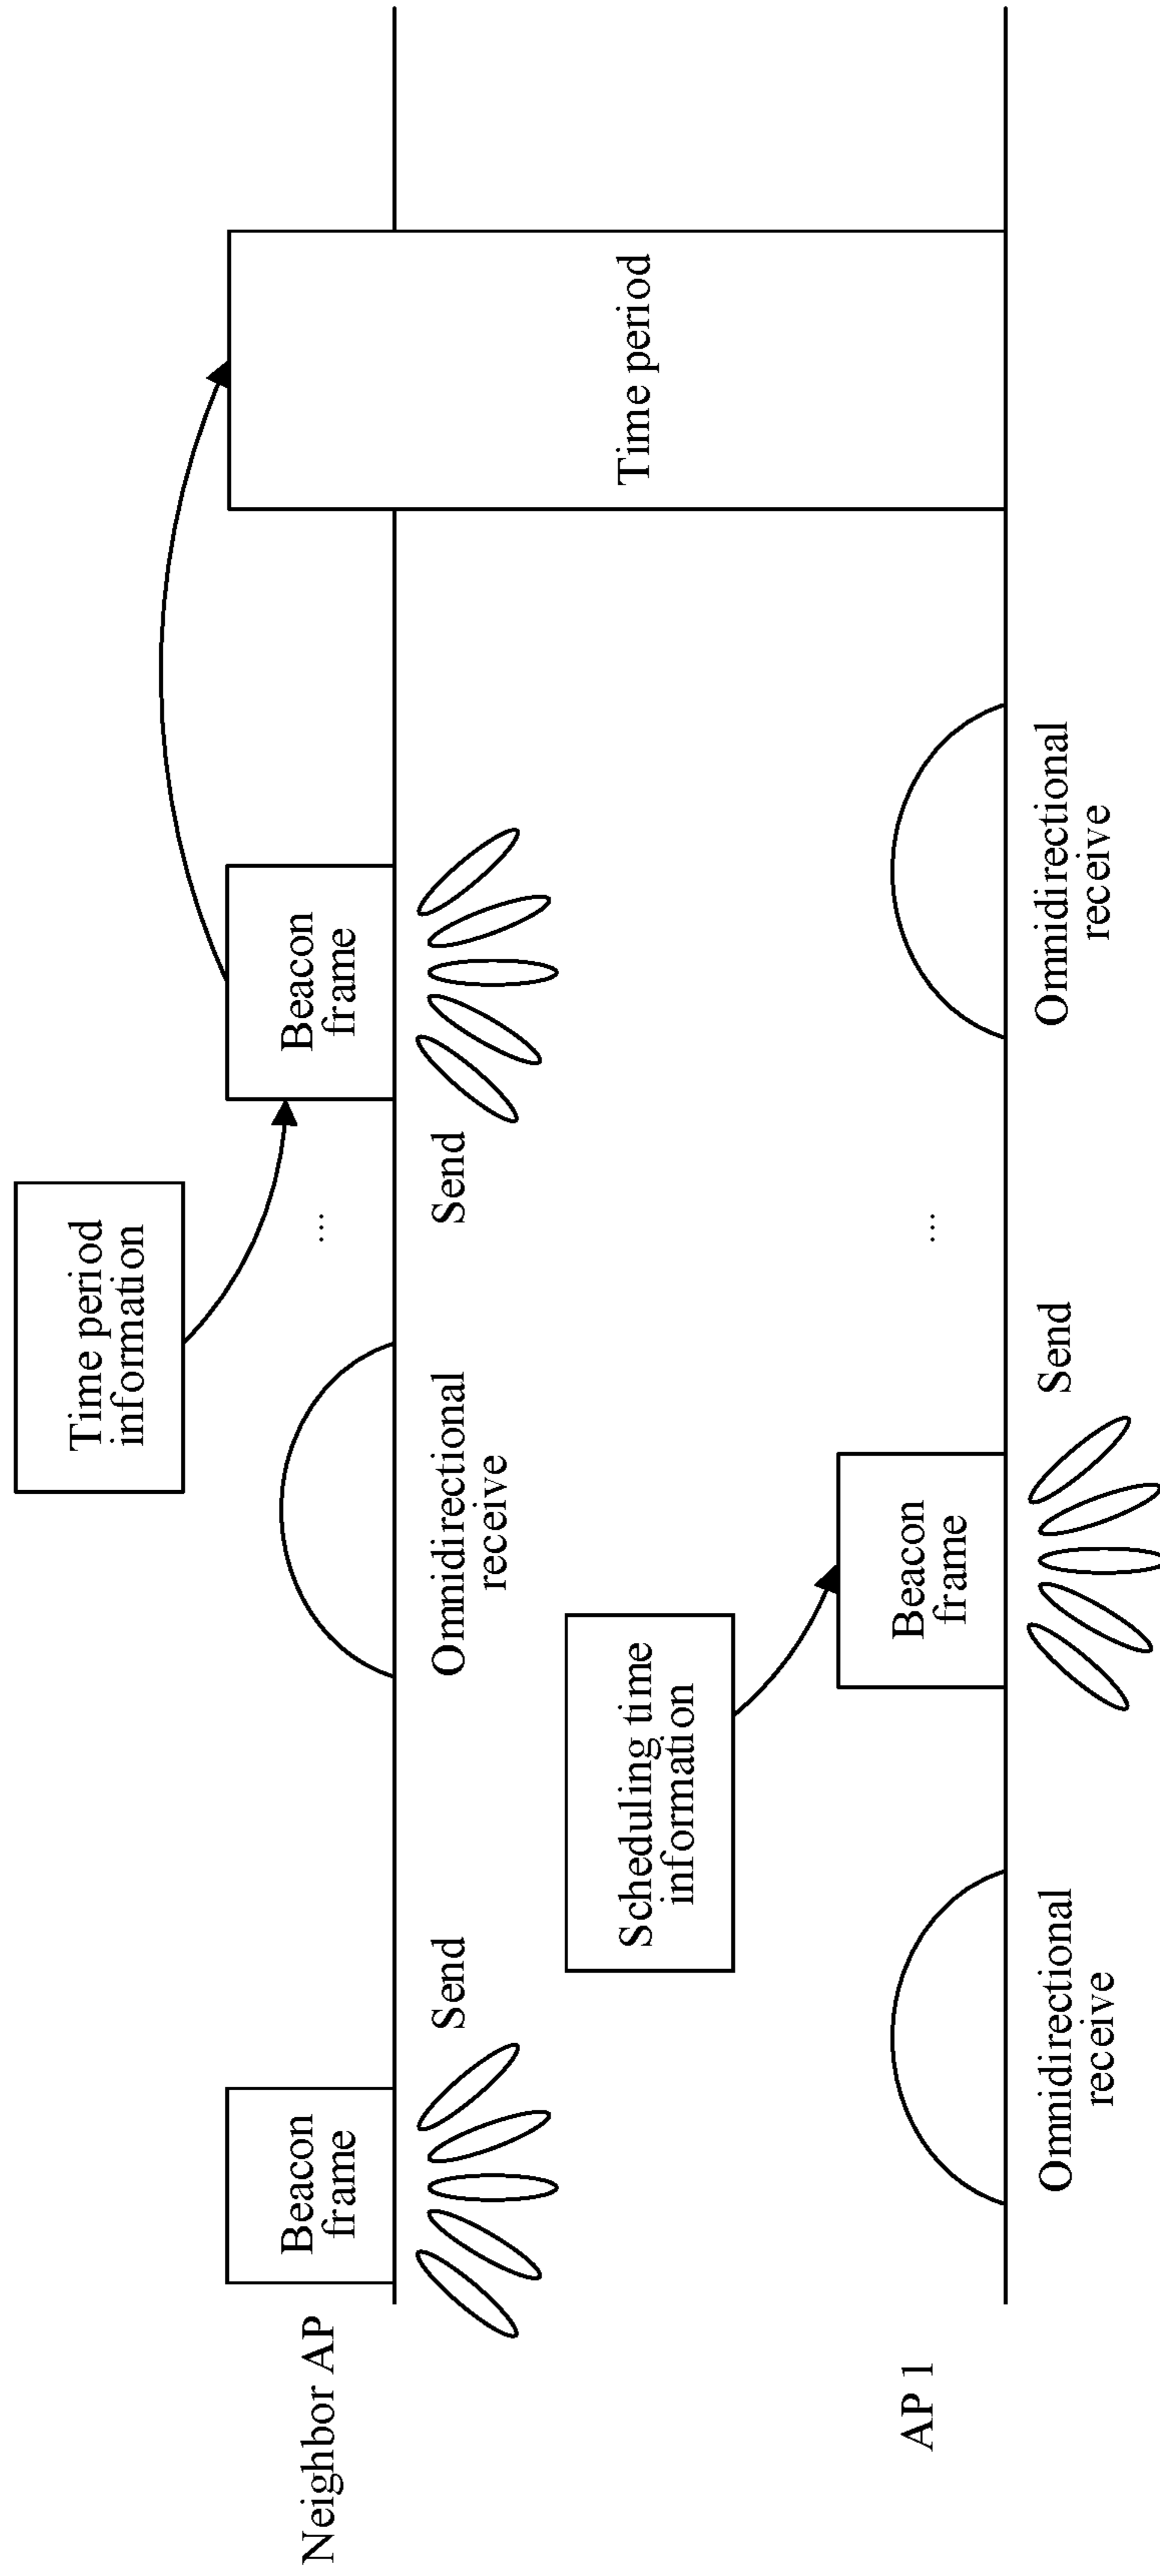 Neighbor AP
Beacon
frame
Send
Omnidirectional
receive
Time period
information
...
Beacon
frame
Send
Time period
AP 1
Omnidirectional
receive
Scheduling time
information
Beacon
frame
Send
...
Omnidirectional
receive